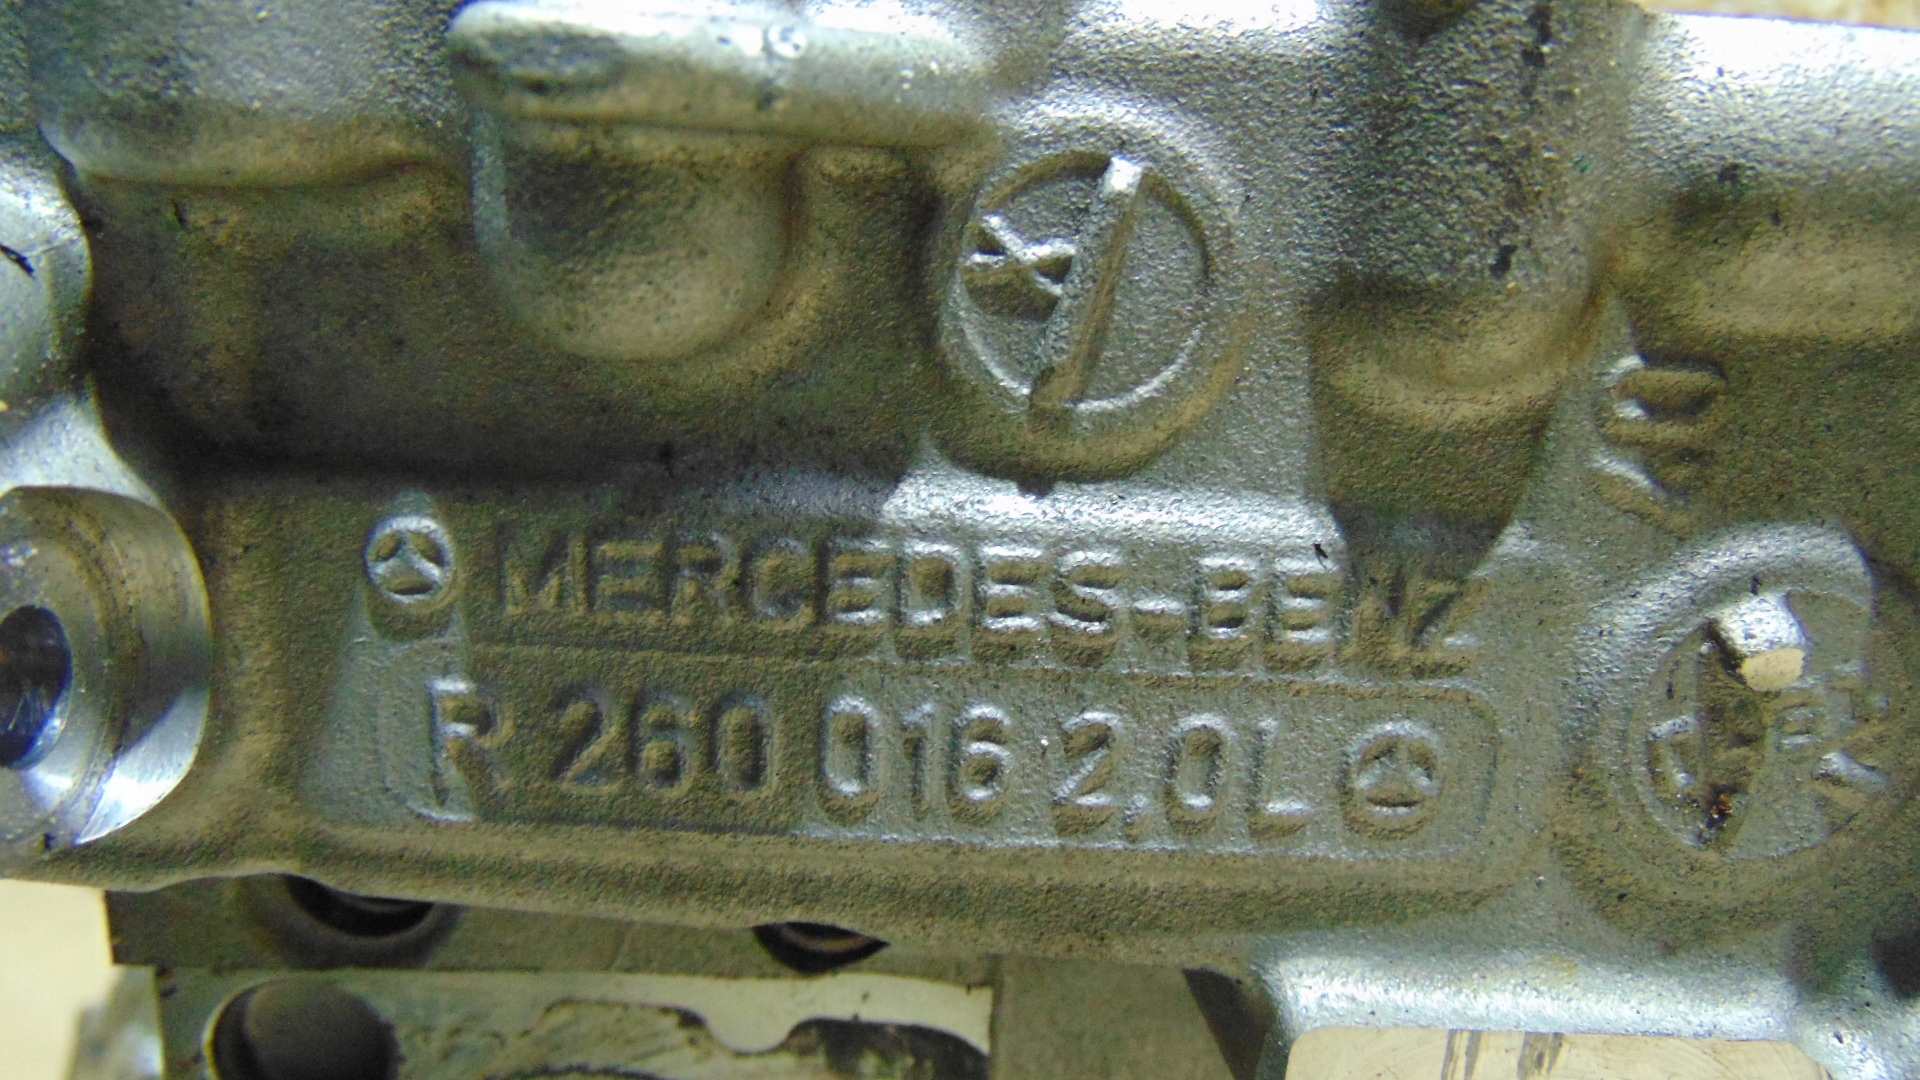 MERCEDES-BENZ
R 260 016 2,0L